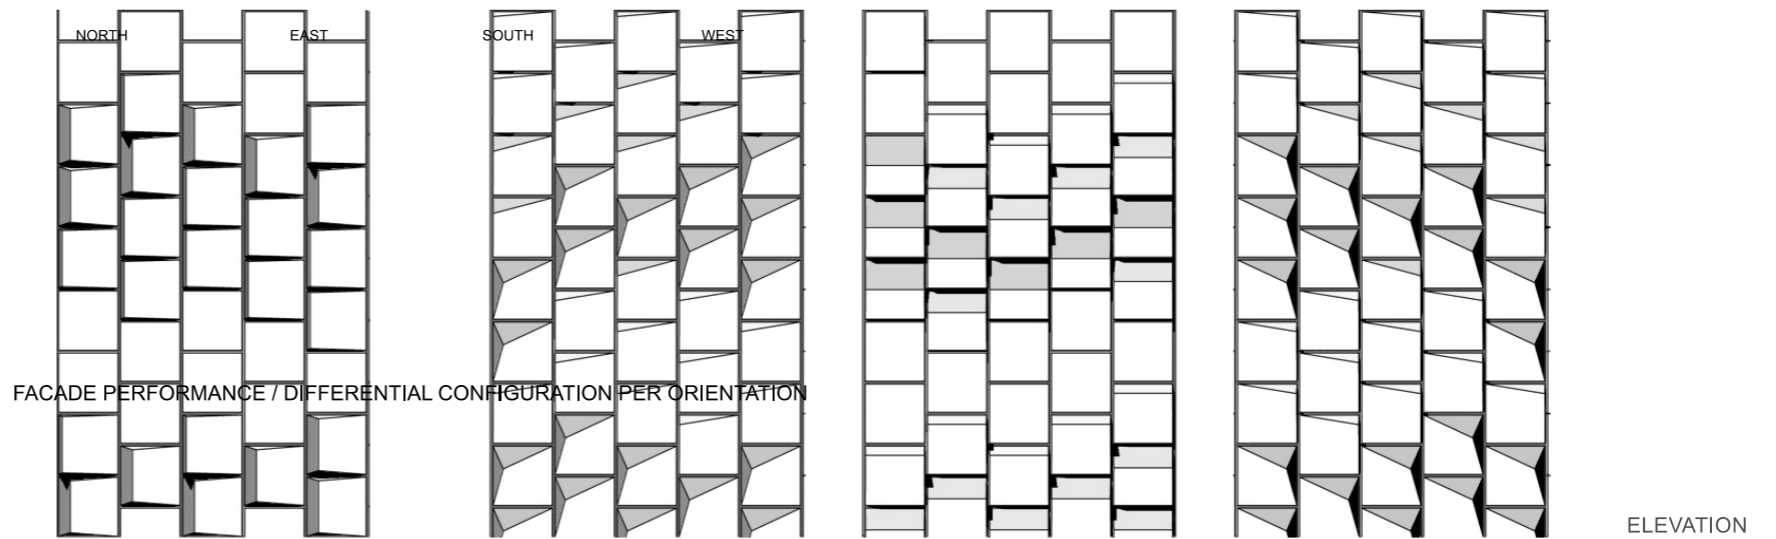 NORTH EAST SOUTH WEST
FACADE PERFORMANCE / DIFFERENTIAL CONFIGURATION PER ORIENTATION
ELEVATION